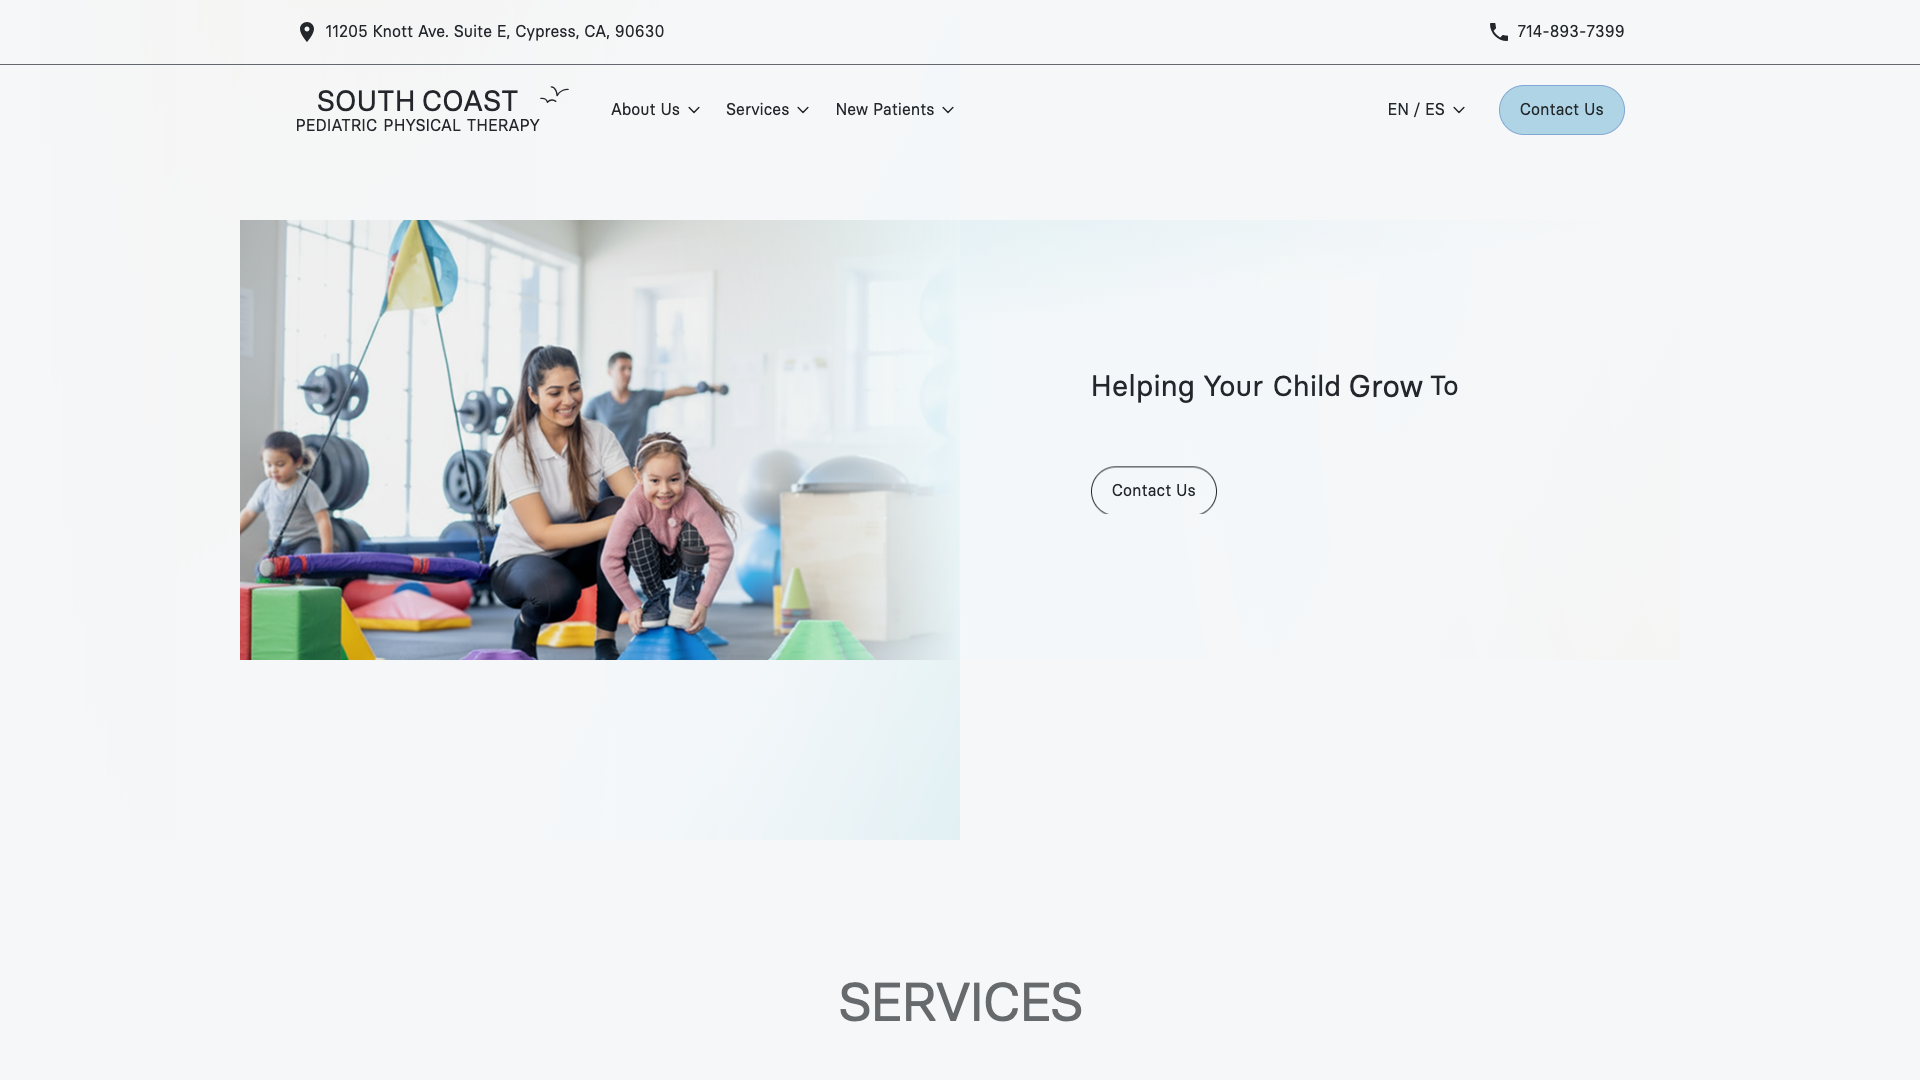 11205 Knott Ave. Suite E, Cypress, CA, 90630
714-893-7399
SOUTH COAST
PEDIATRIC PHYSICAL THERAPY
About Us
Services
New Patients
EN / ES
Contact Us
Helping Your Child Grow To
Contact Us
SERVICES